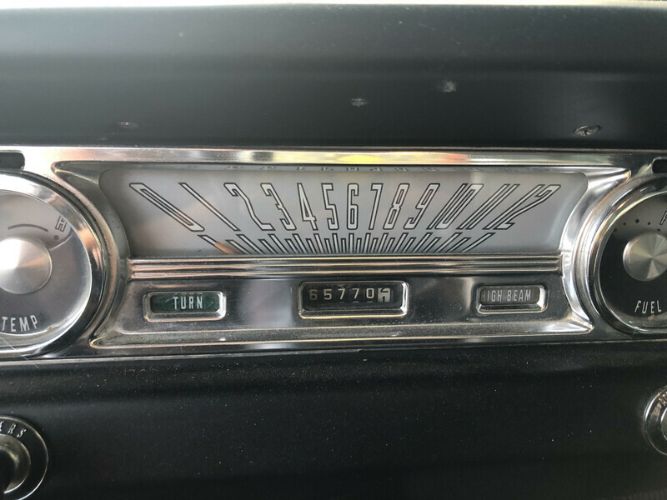 0 1 2 3 4 5 6 7 8 9 10 11 12
TURN
65770
IGH BEAM
TEMP
FUEL